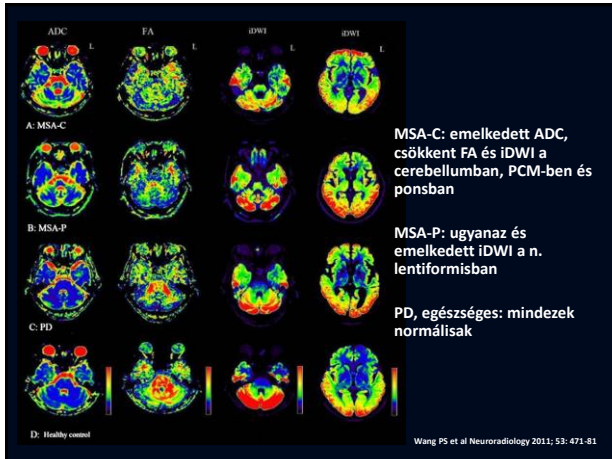 ADC FA iDWI iDWI
L L L L
A: MSA-C
B: MSA-P
C: PD
D: Healthy control
MSA-C: emelkedett ADC,
csökkent FA és iDWI a
cerebellumban, PCM-ben és
ponsban
MSA-P: ugyanaz és
emelkedett iDWI a n.
lentiformisban
PD, egészséges: mindezek
normálisak
Wang PS et al Neuroradiology 2011; 53: 471-81